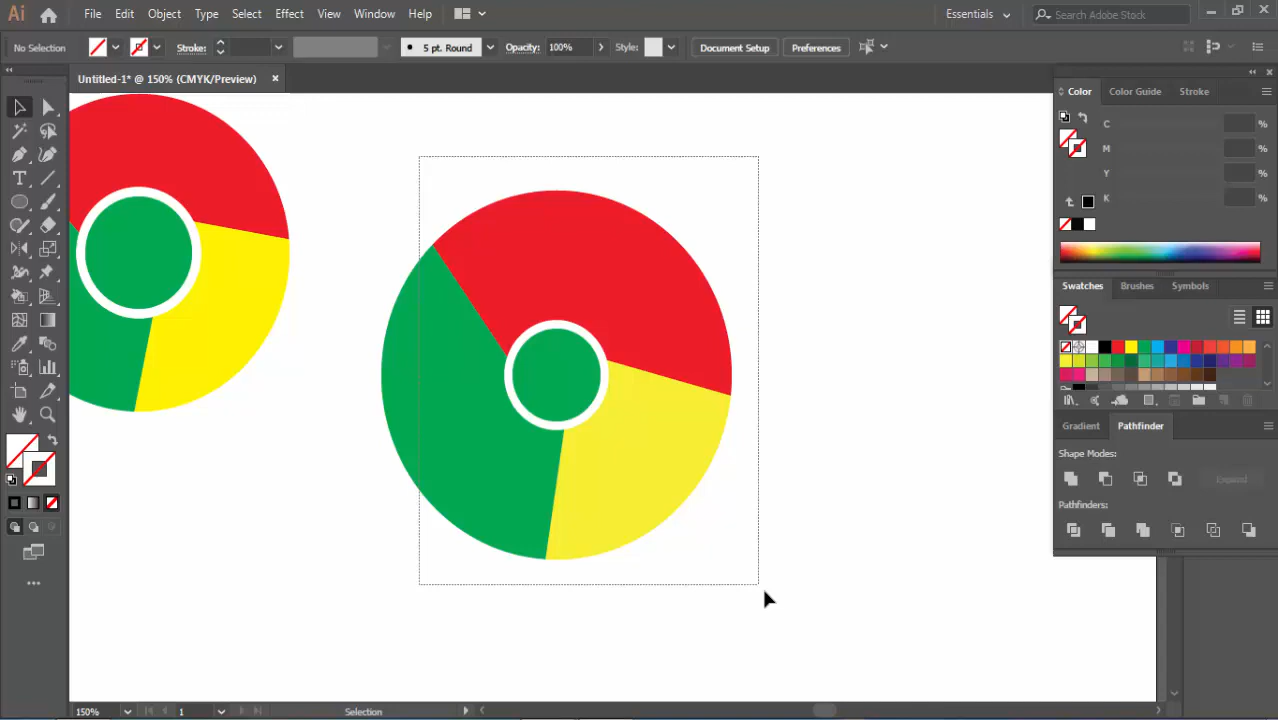 Ai File Edit Object Type Select Effect View Window Help Essentials Search Adobe Stock
No Selection Stroke: 5 pt. Round Opacity: 100% Style: Document Setup Preferences
Untitled-1* @ 150% (CMYK/Preview)
Color Color Guide Stroke
C %
M %
Y %
K %
Swatches Brushes Symbols
Gradient Pathfinder
Shape Modes:
Expand
Pathfinders:
150% 1 Selection